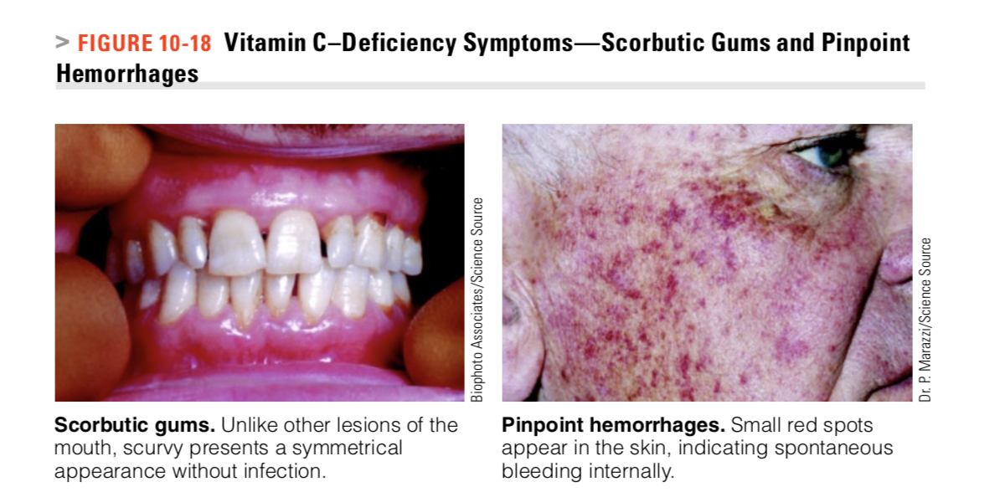 > FIGURE 10-18 Vitamin C–Deficiency Symptoms—Scorbutic Gums and Pinpoint
Hemorrhages
Biophoto Associates/Science Source
Scorbutic gums. Unlike other lesions of the
mouth, scurvy presents a symmetrical
appearance without infection.
Dr. P. Marazzi/Science Source
Pinpoint hemorrhages. Small red spots
appear in the skin, indicating spontaneous
bleeding internally.